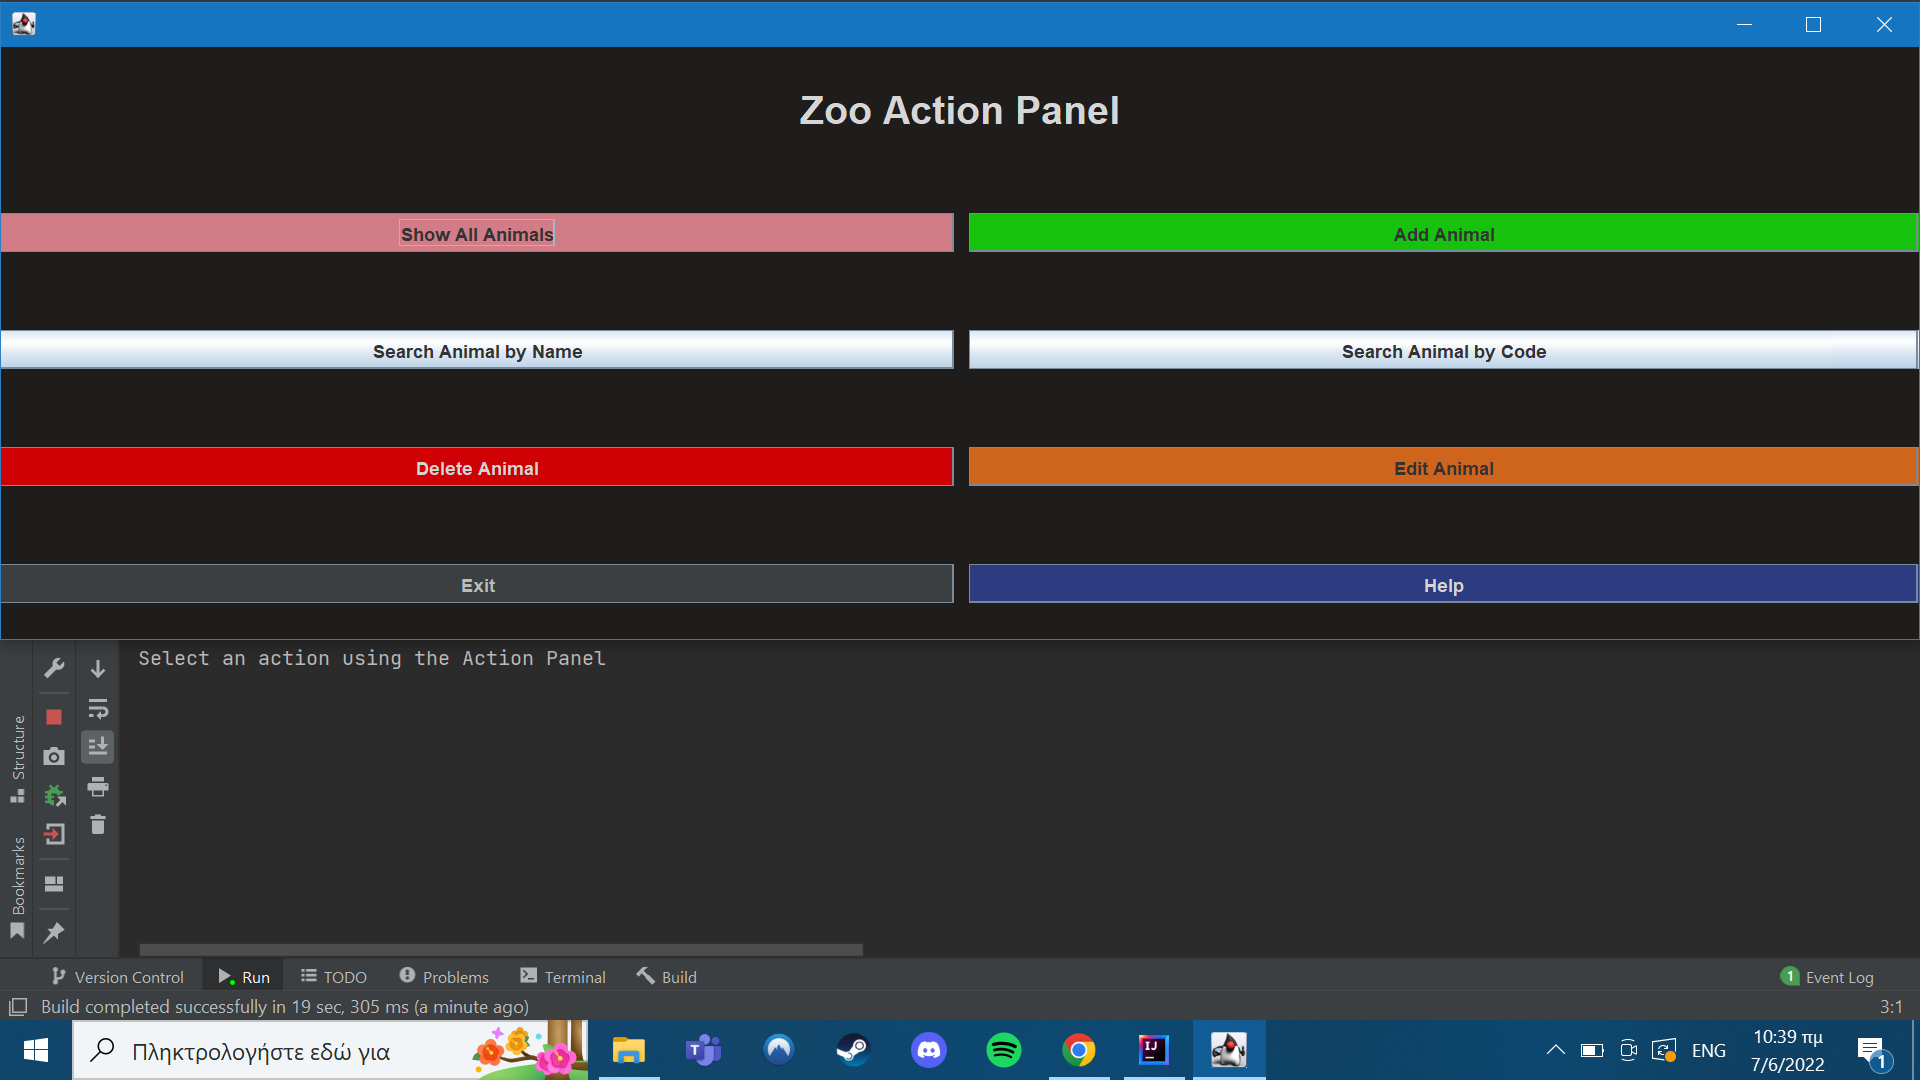 Zoo Action Panel
Show All Animals
Add Animal
Search Animal by Name
Search Animal by Code
Delete Animal
Edit Animal
Exit
Help
Select an action using the Action Panel
Structure
Bookmarks
Version Control
Run
TODO
Problems
Terminal
Build
1 Event Log
Build completed successfully in 19 sec, 305 ms (a minute ago)
3:1
Πληκτρολογήστε εδώ για
T
IJ
ENG
10:39 πμ
7/6/2022
1